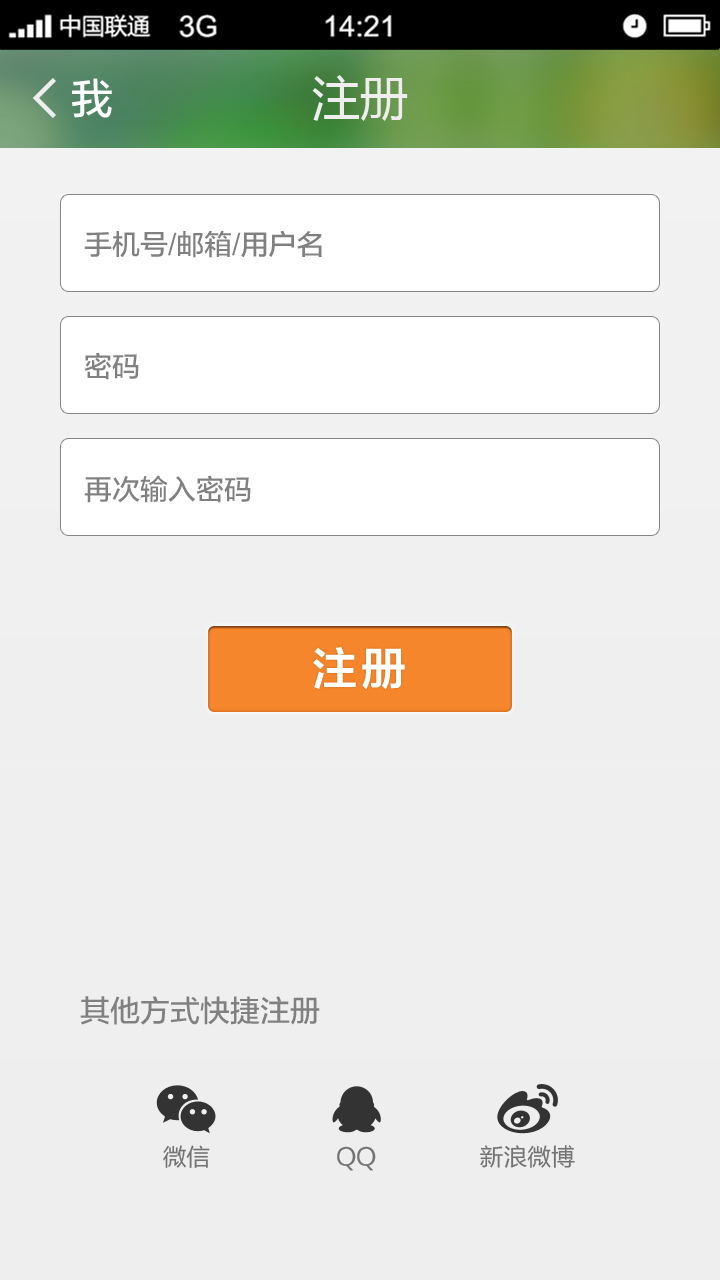 中国联通 3G 14:21
我 注册
手机号/邮箱/用户名
密码
再次输入密码
注册
其他方式快捷注册
微信 QQ 新浪微博